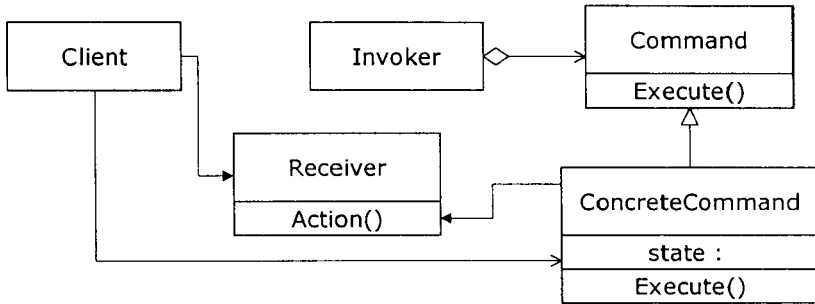 Client
Invoker
Command
Execute()
Receiver
Action()
ConcreteCommand
state :
Execute()